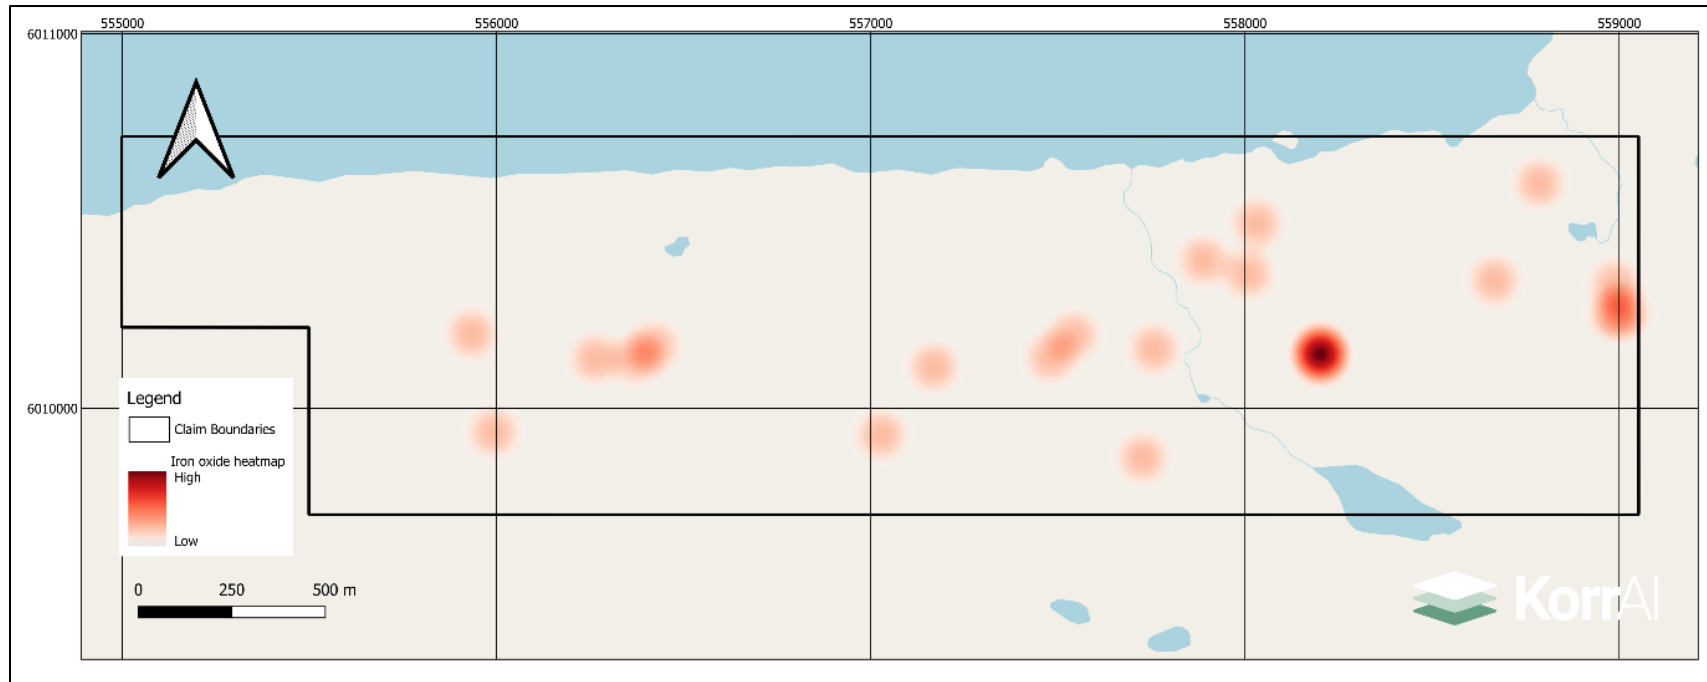 555000 556000 557000 558000 559000
6011000
6010000
Legend
Claim Boundaries
Iron oxide heatmap
High
Low
0 250 500 m
KorrAI